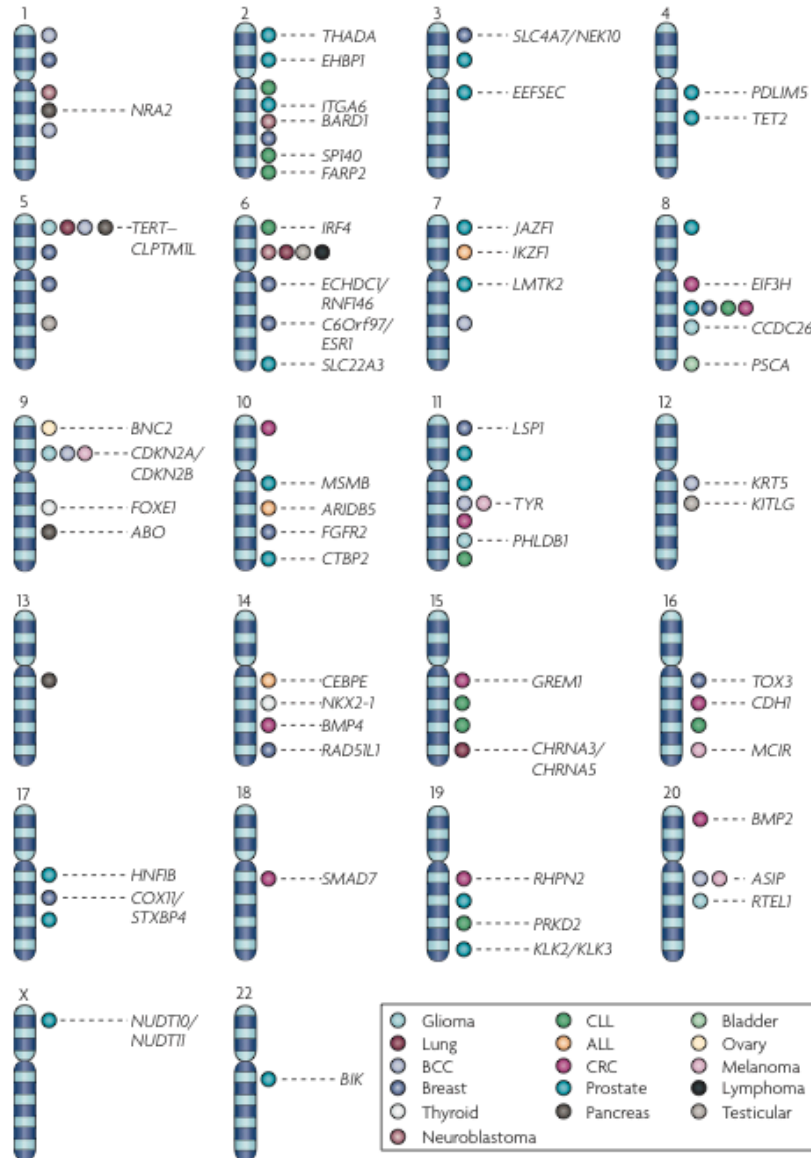 1
2
3
4
THADA
SLC4A7/NEK10
EHBP1
EEFSEC
PDLIM5
ITGA6
NRA2
BARD1
TET2
SP140
FARP2
5
6
7
8
TERT–
CLPTM1L
IRF4
JAZF1
IKZF1
ECHDC1/
RNF146
LMTK2
EIF3H
C6Orf97/
ESR1
CCDC26
SLC22A3
PSCA
9
10
11
12
BNC2
LSP1
CDKN2A/
CDKN2B
MSMB
KRT5
FOXE1
ARIDB5
TYR
KITLG
ABO
FGFR2
PHLDB1
CTBP2
13
14
15
16
CEBPE
GREM1
TOX3
NKX2-1
CDH1
BMP4
RAD51L1
CHRNA3/
CHRNA5
MC1R
17
18
19
20
BMP2
HNF1B
SMAD7
RHPN2
ASIP
COX11/
STXBP4
RTEL1
PRKD2
KLK2/KLK3
X
22
NUDT10/
NUDT11
BIK
Glioma
CLL
Bladder
Lung
ALL
Ovary
BCC
CRC
Melanoma
Breast
Prostate
Lymphoma
Thyroid
Pancreas
Testicular
Neuroblastoma